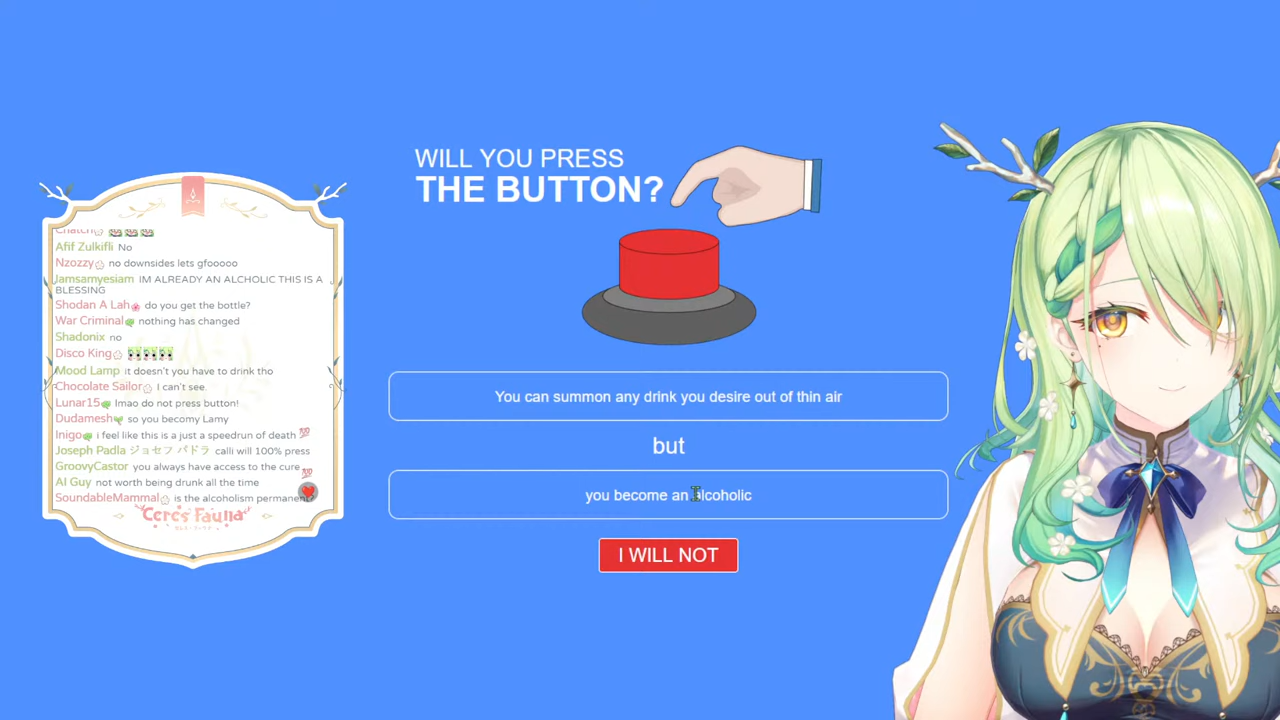 WILL YOU PRESS
THE BUTTON?
You can summon any drink you desire out of thin air
but
you become an alcoholic
I WILL NOT
Afif Zulkifli No
Nzozzy no downsides lets gfooooo
Jamsamyesiam IM ALREADY AN ALCHOLIC THIS IS A
BLESSING
Shodan A Lah do you get the bottle?
War Criminal nothing has changed
Shadonix no
Disco King
Mood Lamp it doesn't you have to drink tho
Chocolate Sailor I can't see.
Lunar15 lmao do not press button!
Dudamesh so you becomy Lamy
Inigo i feel like this is a just a speedrun of death 💯
Joseph Padla ジョセフ パドラ calli will 100% press
GroovyCastor you always have access to the cure
AI Guy not worth being drunk all the time
SoundableMammal is the alcoholism permanent
Ceres Fauna